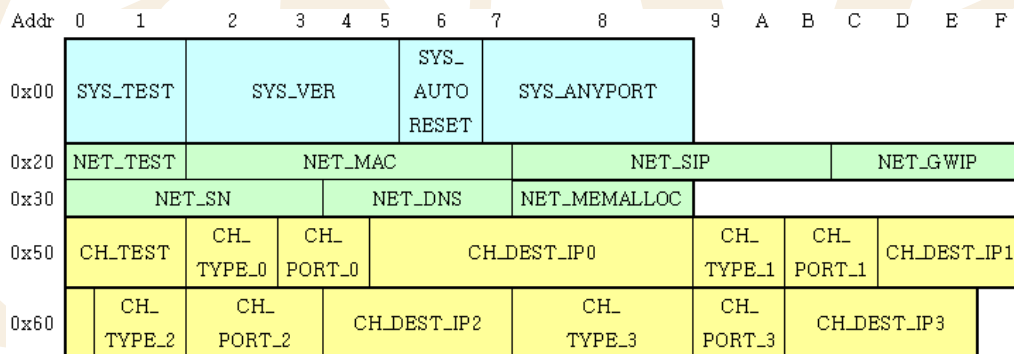 Addr 0 1 2 3 4 5 6 7 8 9 A B C D E F
0x00 SYS_TEST SYS_VER SYS_ AUTO RESET SYS_ANYPORT
0x20 NET_TEST NET_MAC NET_SIP NET_GWIP
0x30 NET_SN NET_DNS NET_MEMALLOC
0x50 CH_TEST CH_ TYPE_0 CH_ PORT_0 CH_DEST_IP0 CH_ TYPE_1 CH_ PORT_1 CH_DEST_IP1
0x60 CH_ TYPE_2 CH_ PORT_2 CH_DEST_IP2 CH_ TYPE_3 CH_ PORT_3 CH_DEST_IP3